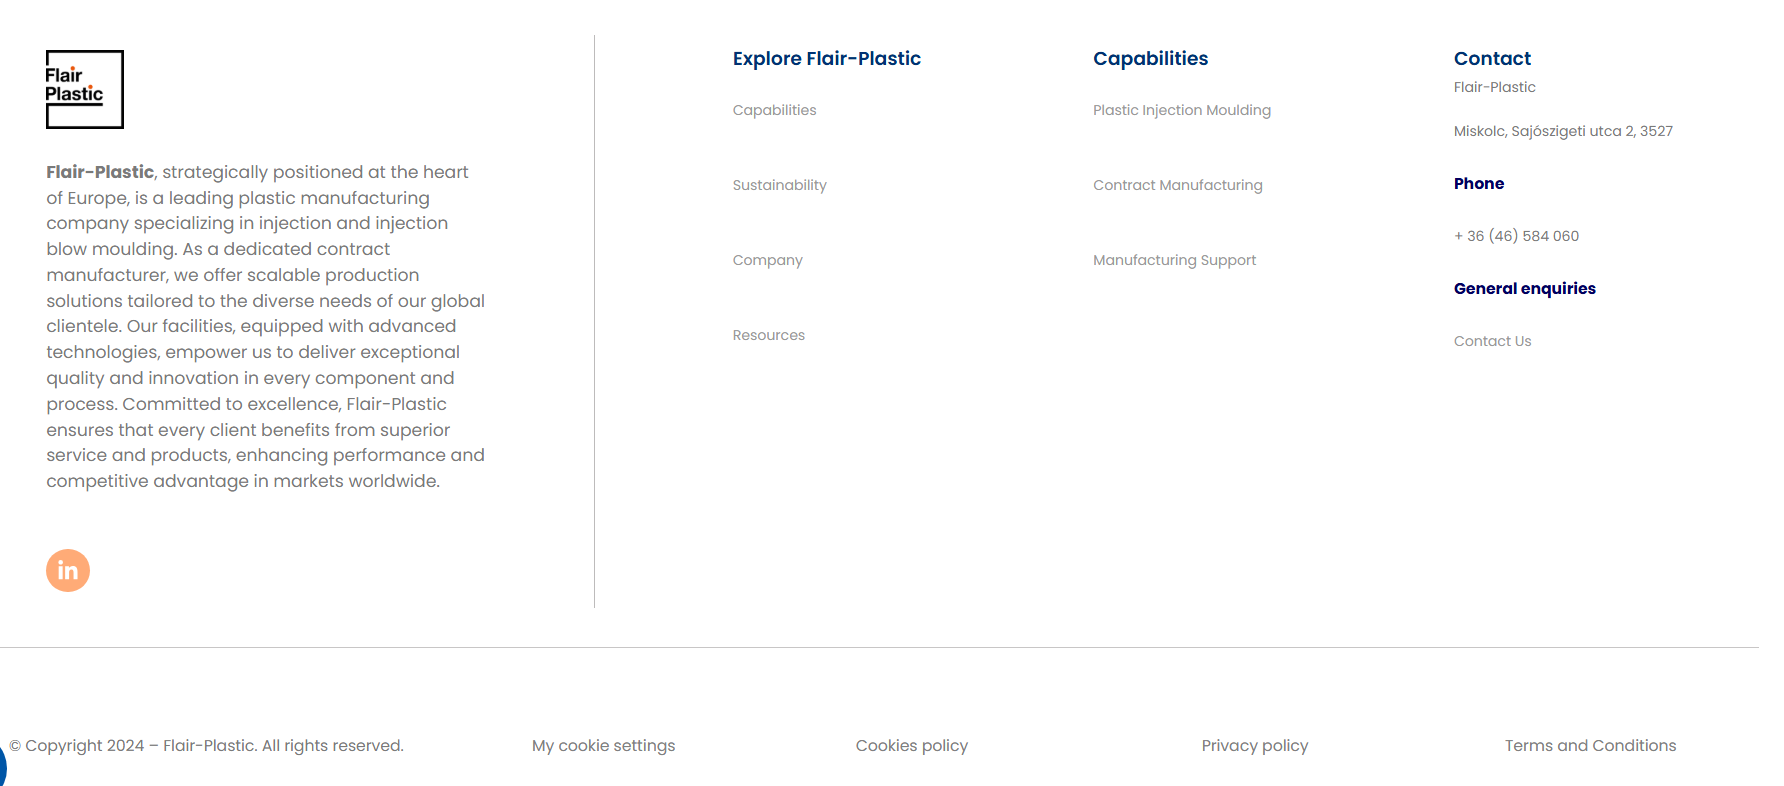 Flair
Plastic
Flair-Plastic, strategically positioned at the heart
of Europe, is a leading plastic manufacturing
company specializing in injection and injection
blow moulding. As a dedicated contract
manufacturer, we offer scalable production
solutions tailored to the diverse needs of our global
clientele. Our facilities, equipped with advanced
technologies, empower us to deliver exceptional
quality and innovation in every component and
process. Committed to excellence, Flair-Plastic
ensures that every client benefits from superior
service and products, enhancing performance and
competitive advantage in markets worldwide.
in
Explore Flair-Plastic
Capabilities
Sustainability
Company
Resources
Capabilities
Plastic Injection Moulding
Contract Manufacturing
Manufacturing Support
Contact
Flair-Plastic
Miskolc, Sajószigeti utca 2, 3527
Phone
+ 36 (46) 584 060
General enquiries
Contact Us
© Copyright 2024 – Flair-Plastic. All rights reserved.
My cookie settings
Cookies policy
Privacy policy
Terms and Conditions